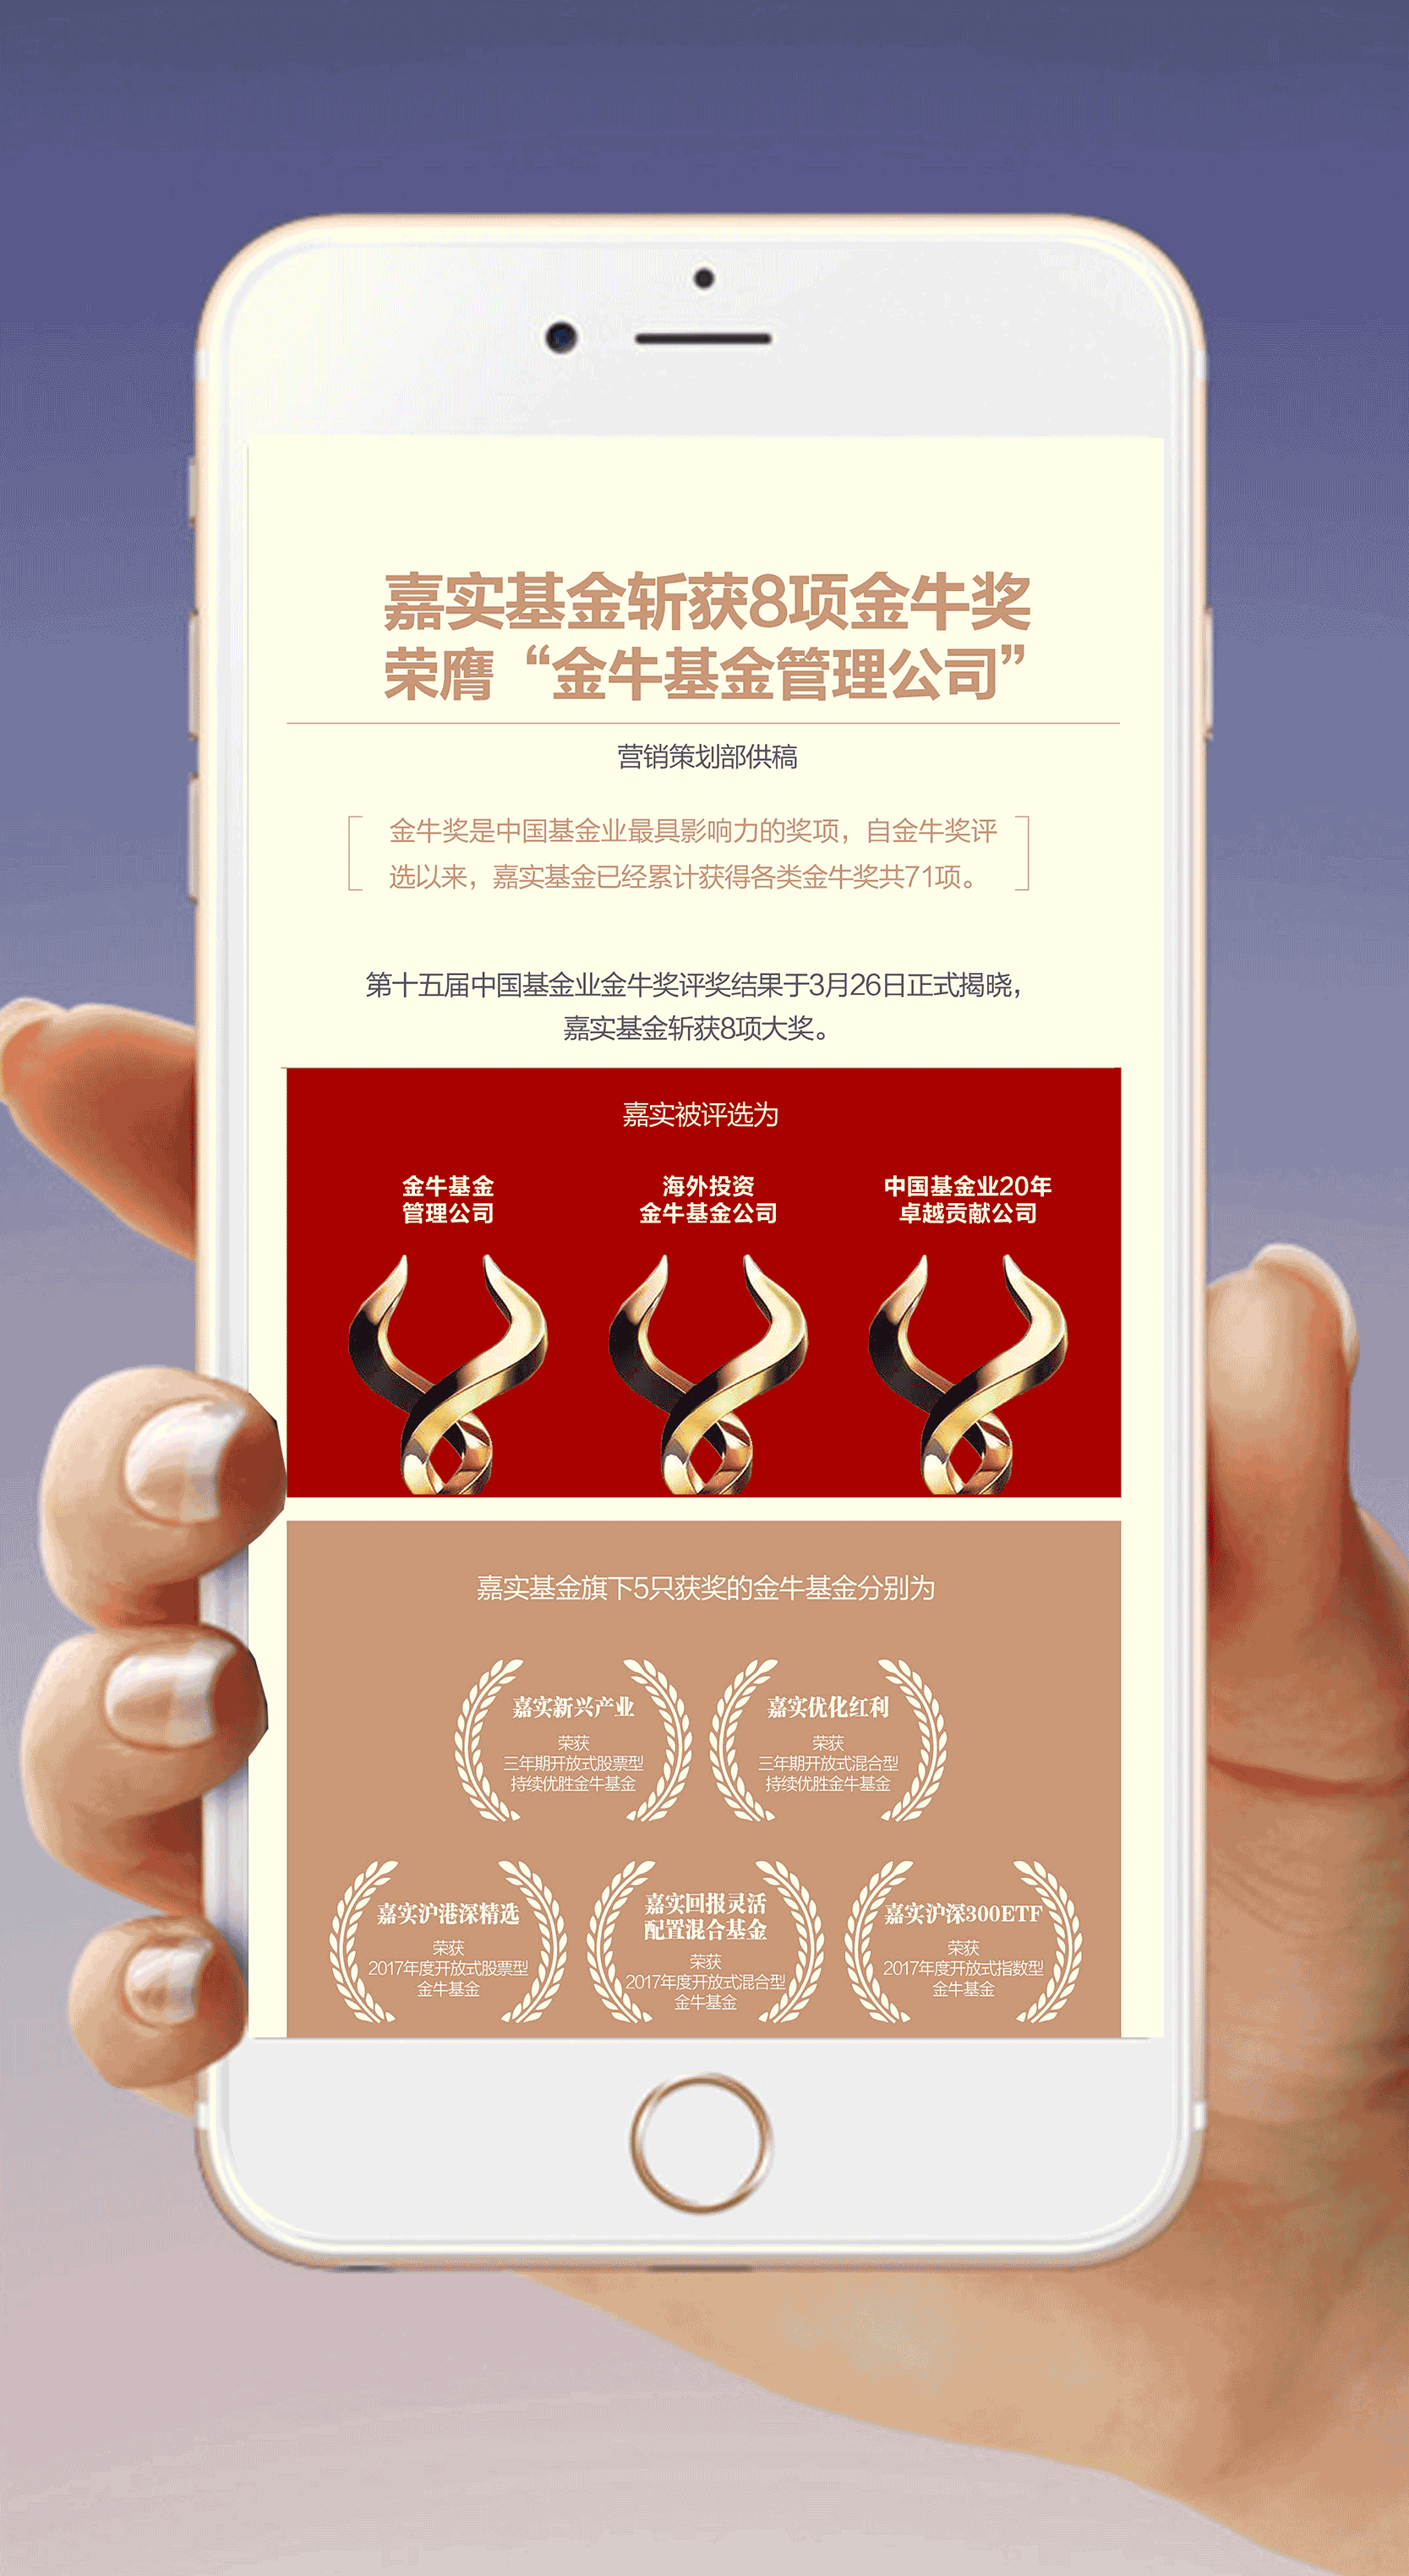 嘉实基金斩获8项金牛奖
荣膺“金牛基金管理公司”
营销策划部供稿
金牛奖是中国基金业最具影响力的奖项，自金牛奖评
选以来，嘉实基金已经累计获得各类金牛奖共71项。
第十五届中国基金业金牛奖评奖结果于3月26日正式揭晓，
嘉实基金斩获8项大奖。
嘉实被评选为
金牛基金
管理公司
海外投资
金牛基金公司
中国基金业20年
卓越贡献公司
嘉实基金旗下5只获奖的金牛基金分别为
嘉实新兴产业
荣获
三年期开放式股票型
持续优胜金牛基金
嘉实优化红利
荣获
三年期开放式混合型
持续优胜金牛基金
嘉实沪港深精选
荣获
2017年度开放式股票型
金牛基金
嘉实回报灵活
配置混合基金
荣获
2017年度开放式混合型
金牛基金
嘉实沪深300ETF
荣获
2017年度开放式指数型
金牛基金